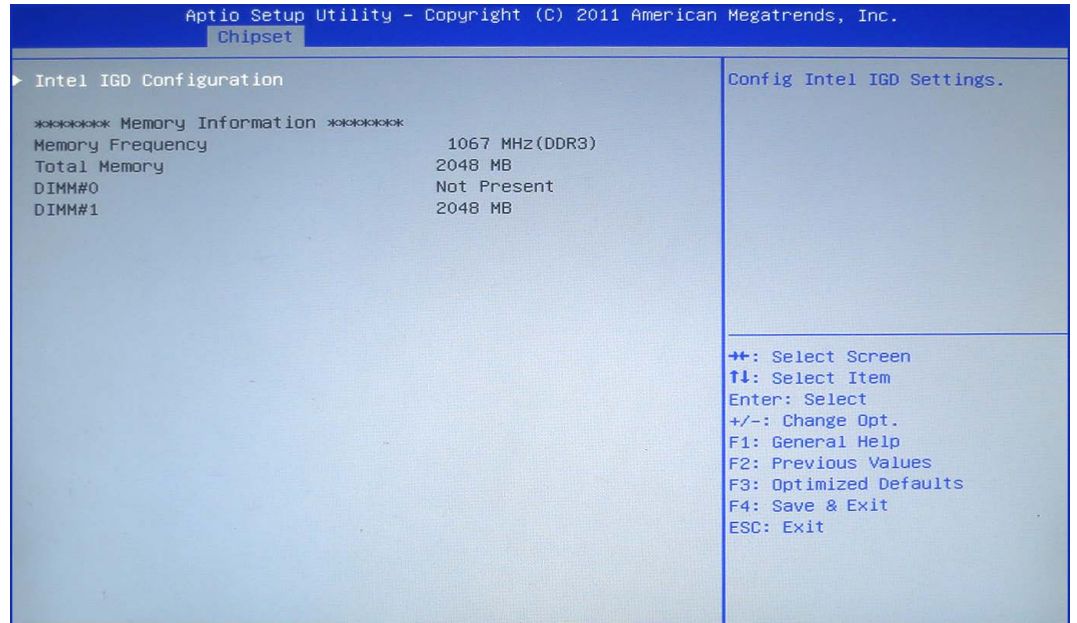 Aptio Setup Utility – Copyright (C) 2011 American Megatrends, Inc.
Chipset
Intel IGD Configuration
******* Memory Information *******
Memory Frequency 1067 MHz(DDR3)
Total Memory 2048 MB
DIMM#0 Not Present
DIMM#1 2048 MB
Config Intel IGD Settings.
→←: Select Screen
↑↓: Select Item
Enter: Select
+/-: Change Opt.
F1: General Help
F2: Previous Values
F3: Optimized Defaults
F4: Save & Exit
ESC: Exit